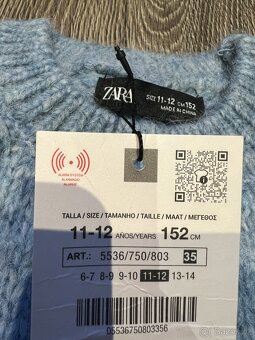 ZARA
SIZE 11-12 CM 152
MADE IN CHINA
ALARM SYSTEM
ALARMADO
ALARME
TALLA / SIZE / TAMANHO / TAILLE / MAAT / ΜΕΓΕΘΟΣ
11-12 AÑOS/YEARS 152 CM
ART.: 5536/750/803 35
6-7 8-9 9-10 11-12 13-14
05536750803356